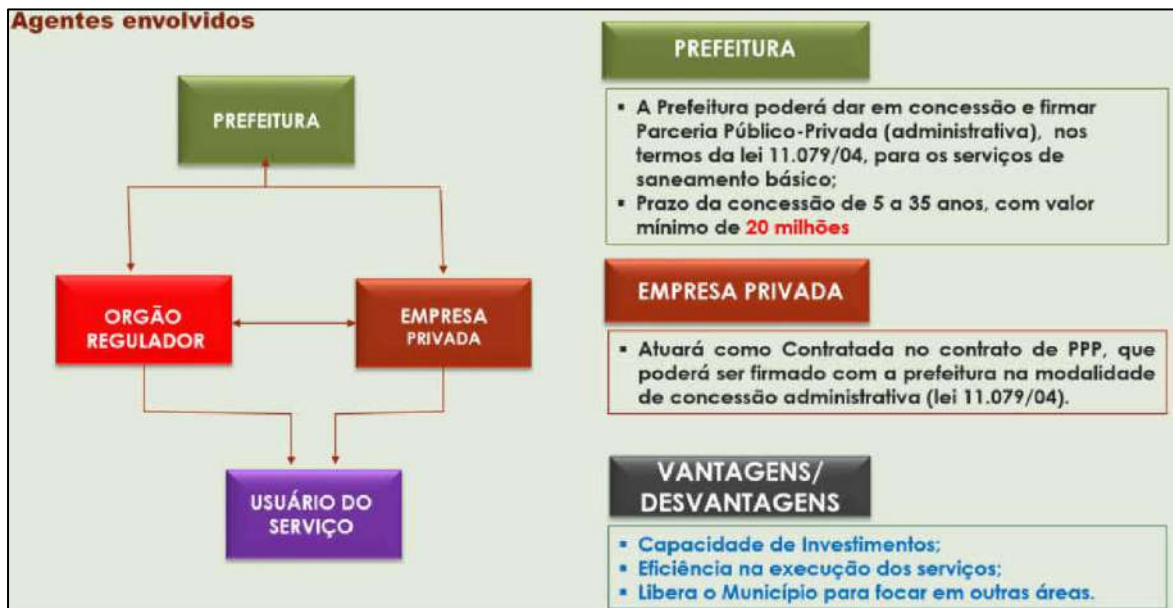 Agentes envolvidos
PREFEITURA
ORGÃO
REGULADOR
EMPRESA
PRIVADA
USUÁRIO DO
SERVIÇO
PREFEITURA
▪ A Prefeitura poderá dar em concessão e firmar
Parceria Público-Privada (administrativa), nos
termos da lei 11.079/04, para os serviços de
saneamento básico;
▪ Prazo da concessão de 5 a 35 anos, com valor
mínimo de 20 milhões
EMPRESA PRIVADA
▪ Atuará como Contratada no contrato de PPP, que
poderá ser firmado com a prefeitura na modalidade
de concessão administrativa (lei 11.079/04).
VANTAGENS/
DESVANTAGENS
▪ Capacidade de Investimentos;
▪ Eficiência na execução dos serviços;
▪ Libera o Município para focar em outras áreas.